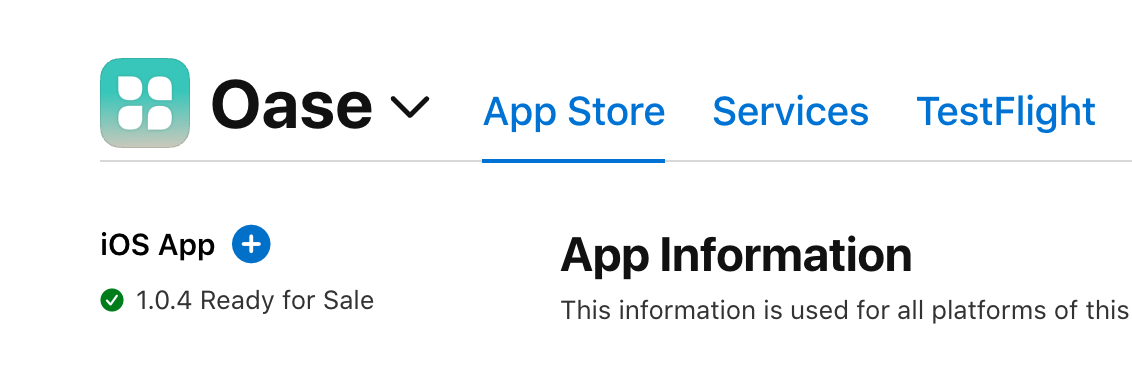 Oase App Store Services TestFlight
iOS App
1.0.4 Ready for Sale
App Information
This information is used for all platforms of this